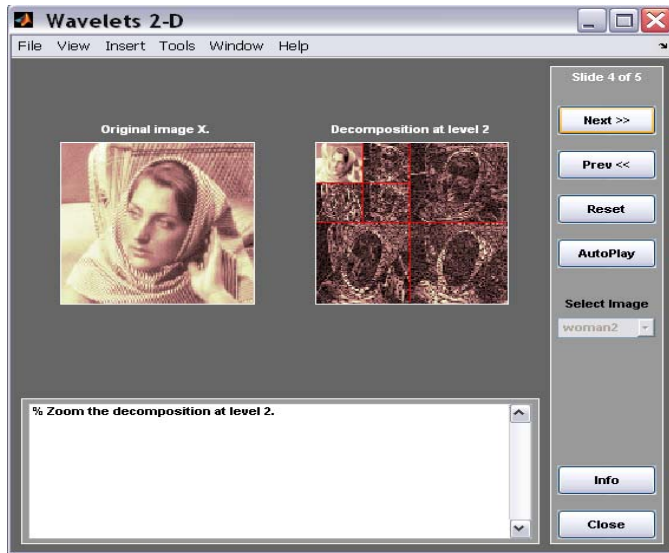 Wavelets 2-D
File View Insert Tools Window Help
Slide 4 of 5
Original image X.
Decomposition at level 2
Next >>
Prev <<
Reset
AutoPlay
Select Image
woman2
% Zoom the decomposition at level 2.
Info
Close